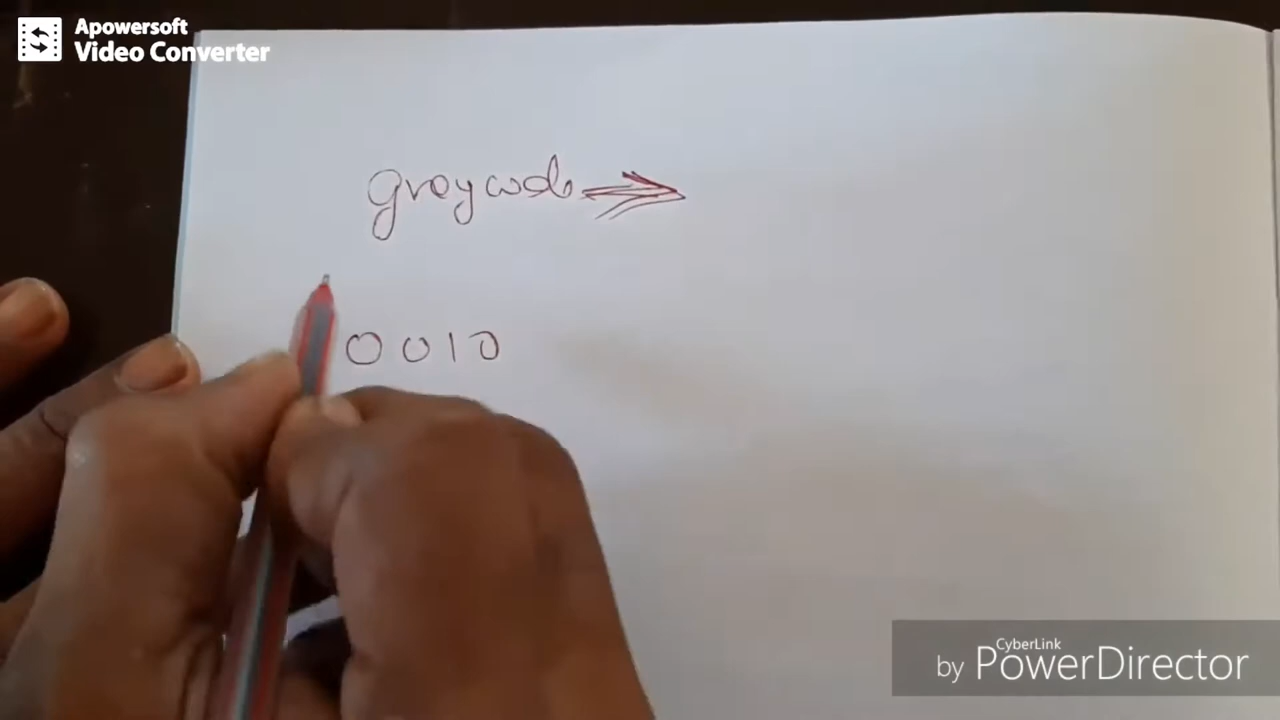 Apowersoft
Video Converter
greycode
0010
CyberLink
by PowerDirector